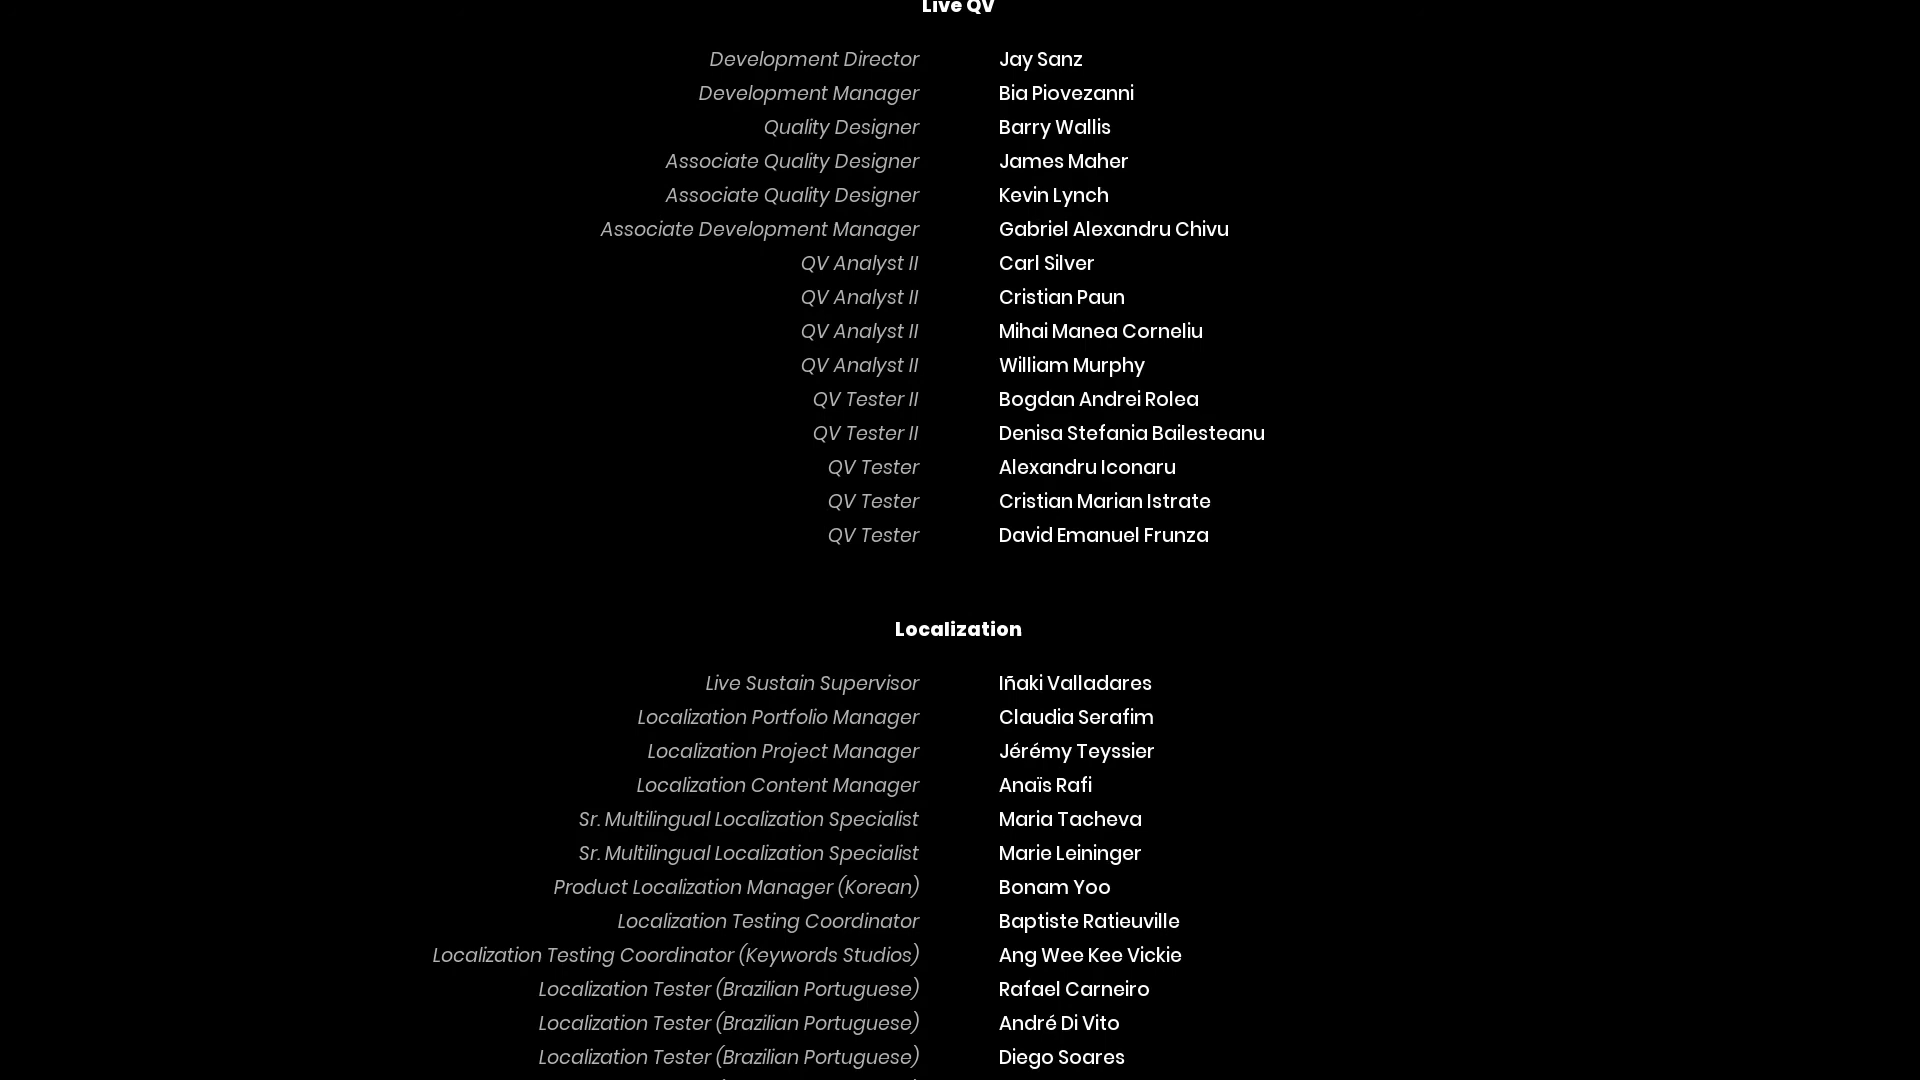 Live QV
Development Director Jay Sanz
Development Manager Bia Piovezanni
Quality Designer Barry Wallis
Associate Quality Designer James Maher
Associate Quality Designer Kevin Lynch
Associate Development Manager Gabriel Alexandru Chivu
QV Analyst II Carl Silver
QV Analyst II Cristian Paun
QV Analyst II Mihai Manea Corneliu
QV Analyst II William Murphy
QV Tester II Bogdan Andrei Rolea
QV Tester II Denisa Stefania Bailesteanu
QV Tester Alexandru Iconaru
QV Tester Cristian Marian Istrate
QV Tester David Emanuel Frunza
Localization
Live Sustain Supervisor Iñaki Valladares
Localization Portfolio Manager Claudia Serafim
Localization Project Manager Jérémy Teyssier
Localization Content Manager Anaïs Rafi
Sr. Multilingual Localization Specialist Maria Tacheva
Sr. Multilingual Localization Specialist Marie Leininger
Product Localization Manager (Korean) Bonam Yoo
Localization Testing Coordinator Baptiste Ratieuville
Localization Testing Coordinator (Keywords Studios) Ang Wee Kee Vickie
Localization Tester (Brazilian Portuguese) Rafael Carneiro
Localization Tester (Brazilian Portuguese) André Di Vito
Localization Tester (Brazilian Portuguese) Diego Soares